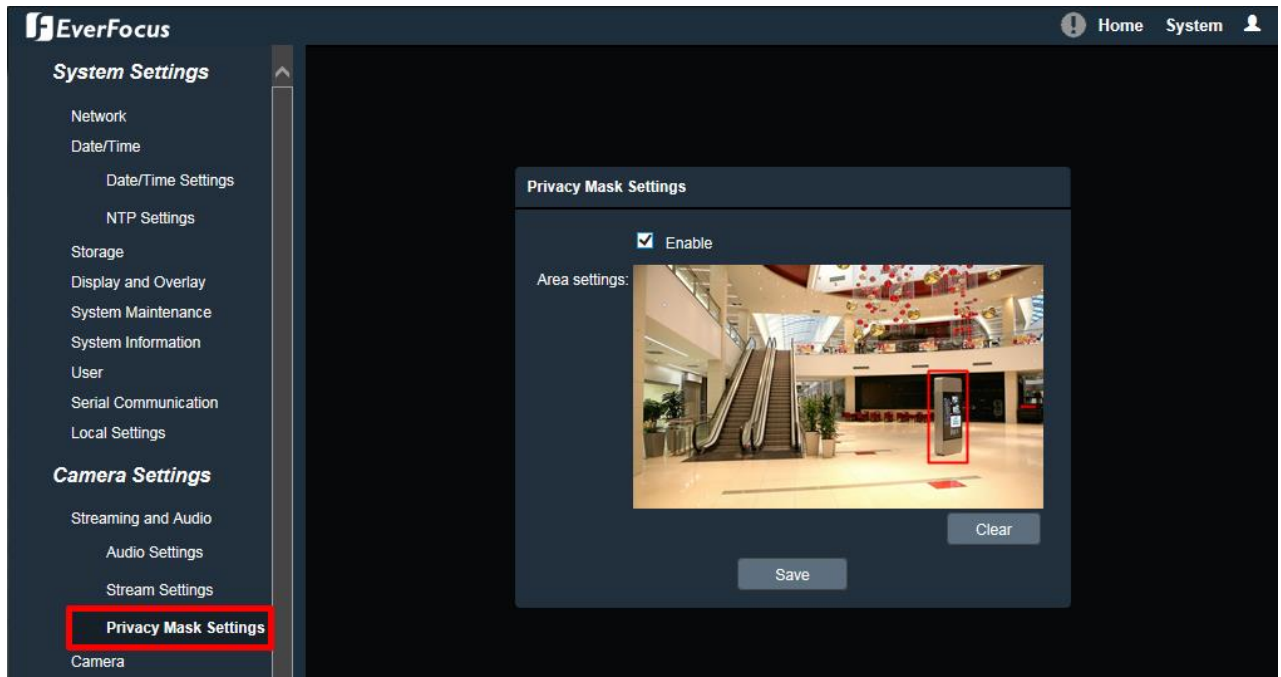 EverFocus
Home System
System Settings
Network
Date/Time
Date/Time Settings
NTP Settings
Storage
Display and Overlay
System Maintenance
System Information
User
Serial Communication
Local Settings
Camera Settings
Streaming and Audio
Audio Settings
Stream Settings
Privacy Mask Settings
Camera
Privacy Mask Settings
Enable
Area settings:
Clear
Save